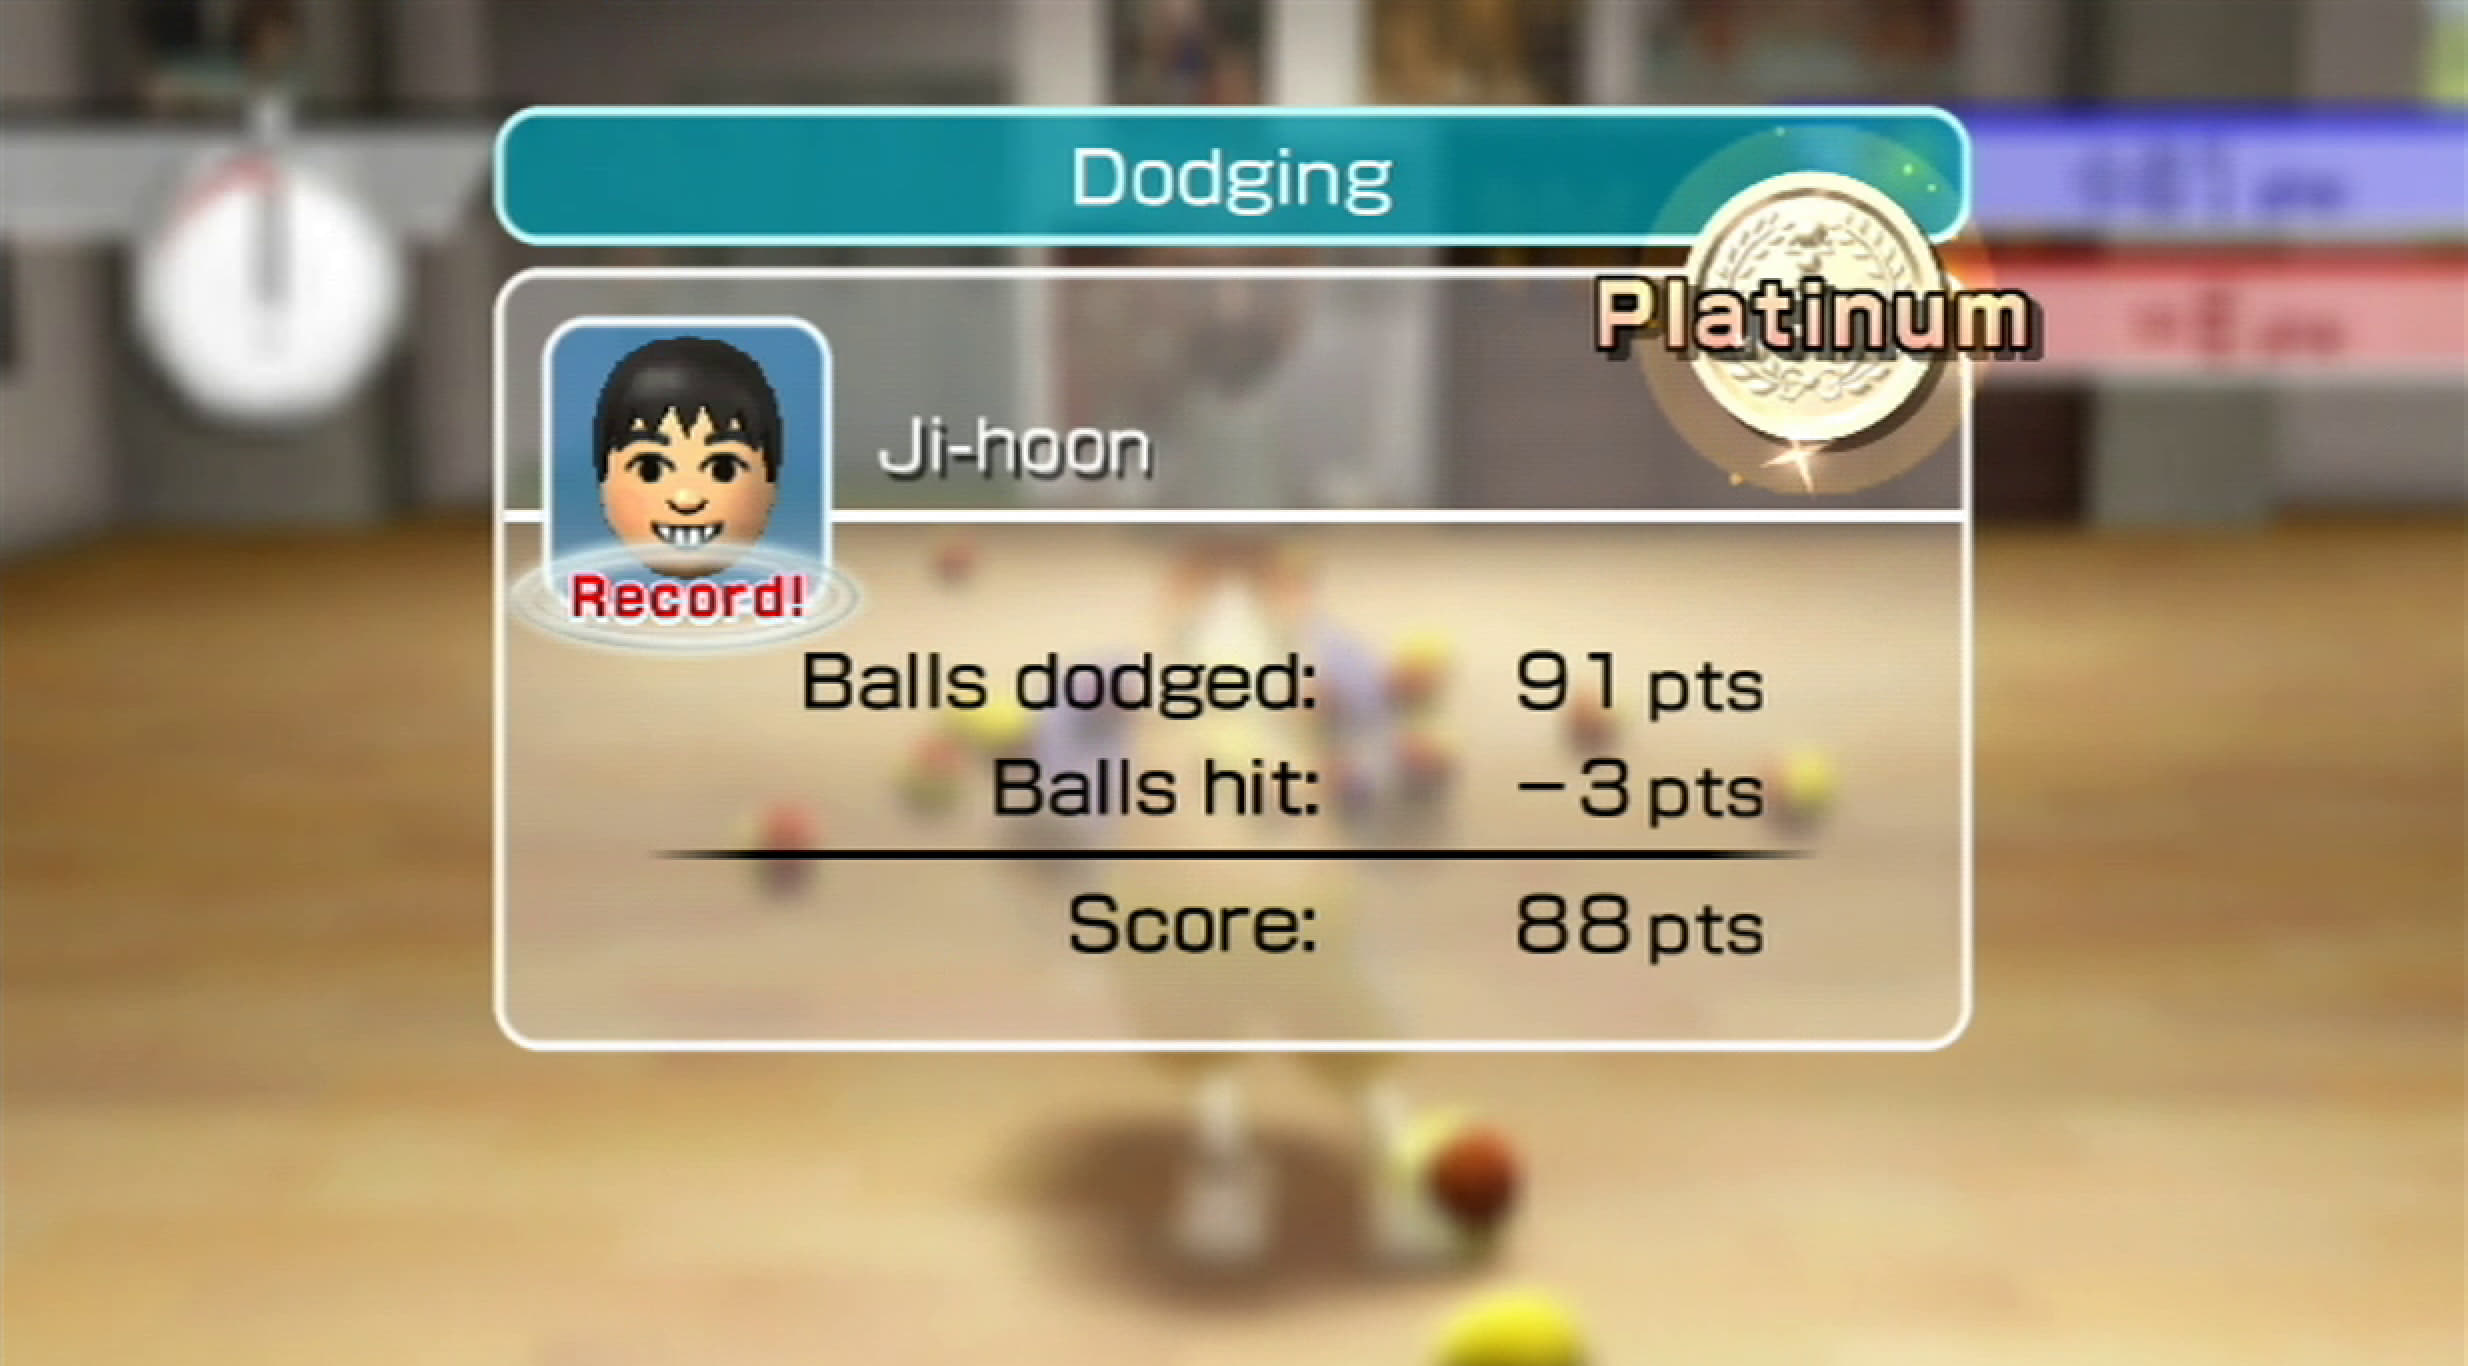 Dodging
Platinum
Ji-hoon
Record!
Balls dodged: 91 pts
Balls hit: -3 pts
Score: 88 pts